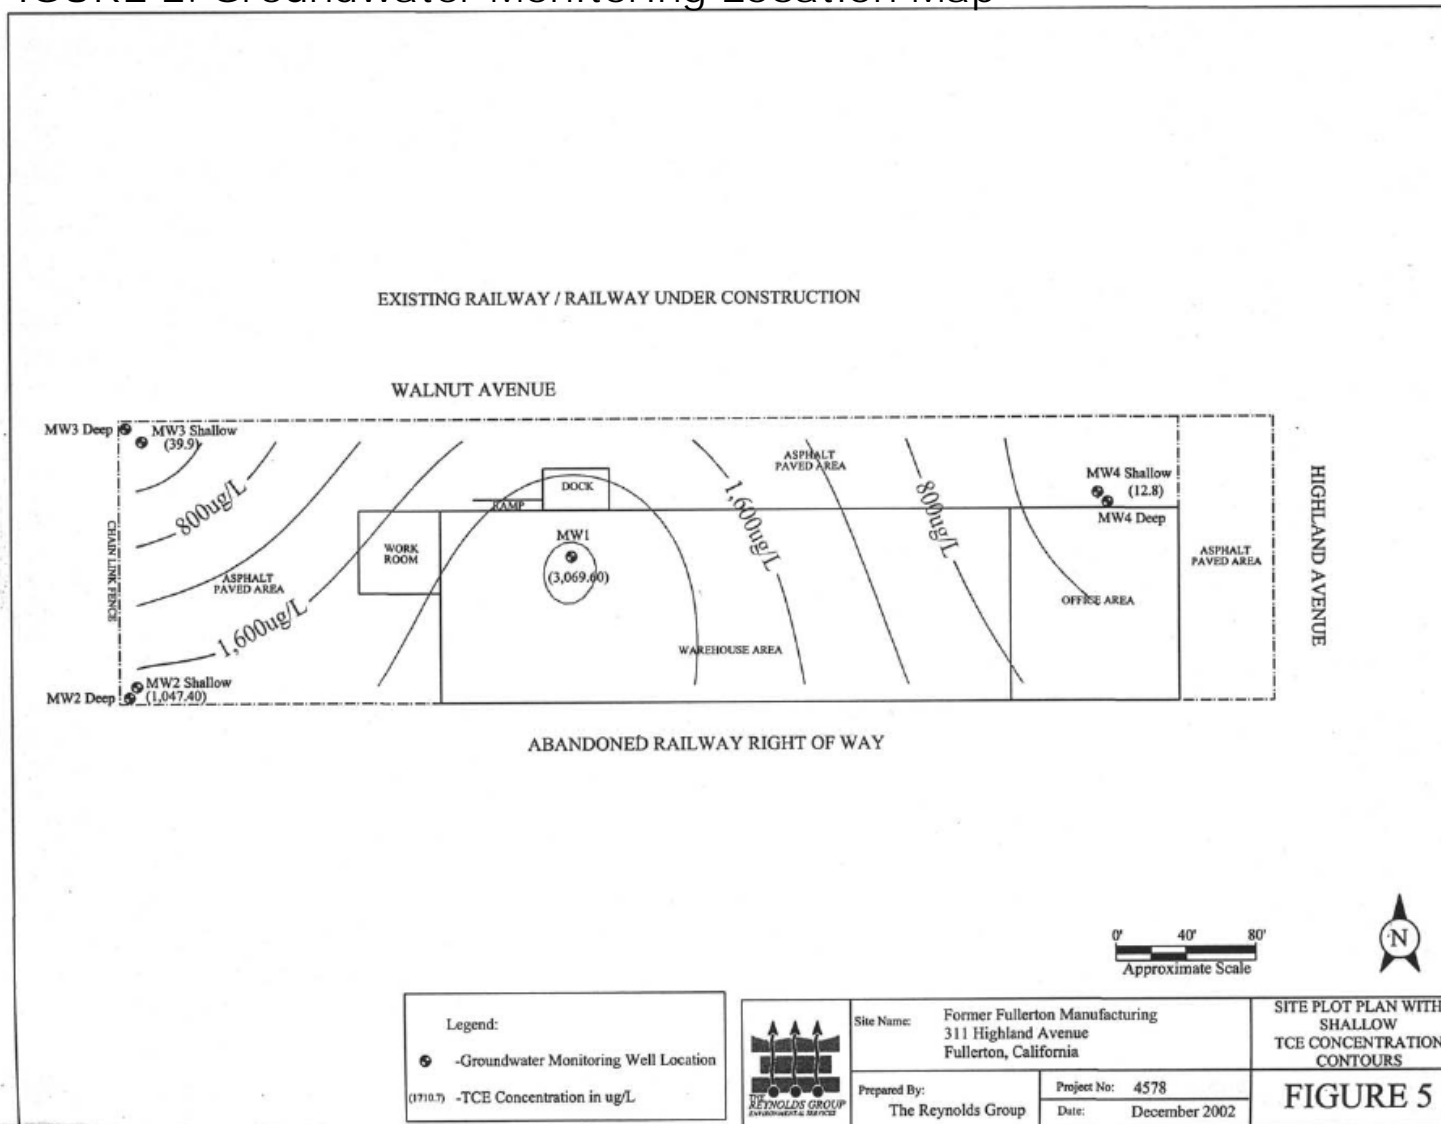 FIGURE 2: Groundwater Monitoring Location Map
EXISTING RAILWAY / RAILWAY UNDER CONSTRUCTION
WALNUT AVENUE
MW3 Deep
MW3 Shallow
(39.9)
800ug/L
CHAIN LINK FENCE
ASPHALT
PAVED AREA
1,600ug/L
MW2 Shallow
(1,047.40)
MW2 Deep
WORK
ROOM
RAMP
DOCK
MW1
(3,069.60)
WAREHOUSE AREA
1,600ug/L
ASPHALT
PAVED AREA
800ug/L
MW4 Shallow
(12.8)
MW4 Deep
OFFICE AREA
ASPHALT
PAVED AREA
HIGHLAND AVENUE
ABANDONED RAILWAY RIGHT OF WAY
0' 40' 80'
Approximate Scale
N
Legend:
-Groundwater Monitoring Well Location
(1710.7) -TCE Concentration in ug/L
THE
REYNOLDS GROUP
ENVIRONMENTAL SERVICES
Site Name: Former Fullerton Manufacturing
311 Highland Avenue
Fullerton, California
Prepared By:
The Reynolds Group
Project No: 4578
Date: December 2002
SITE PLOT PLAN WITH
SHALLOW
TCE CONCENTRATION
CONTOURS
FIGURE 5